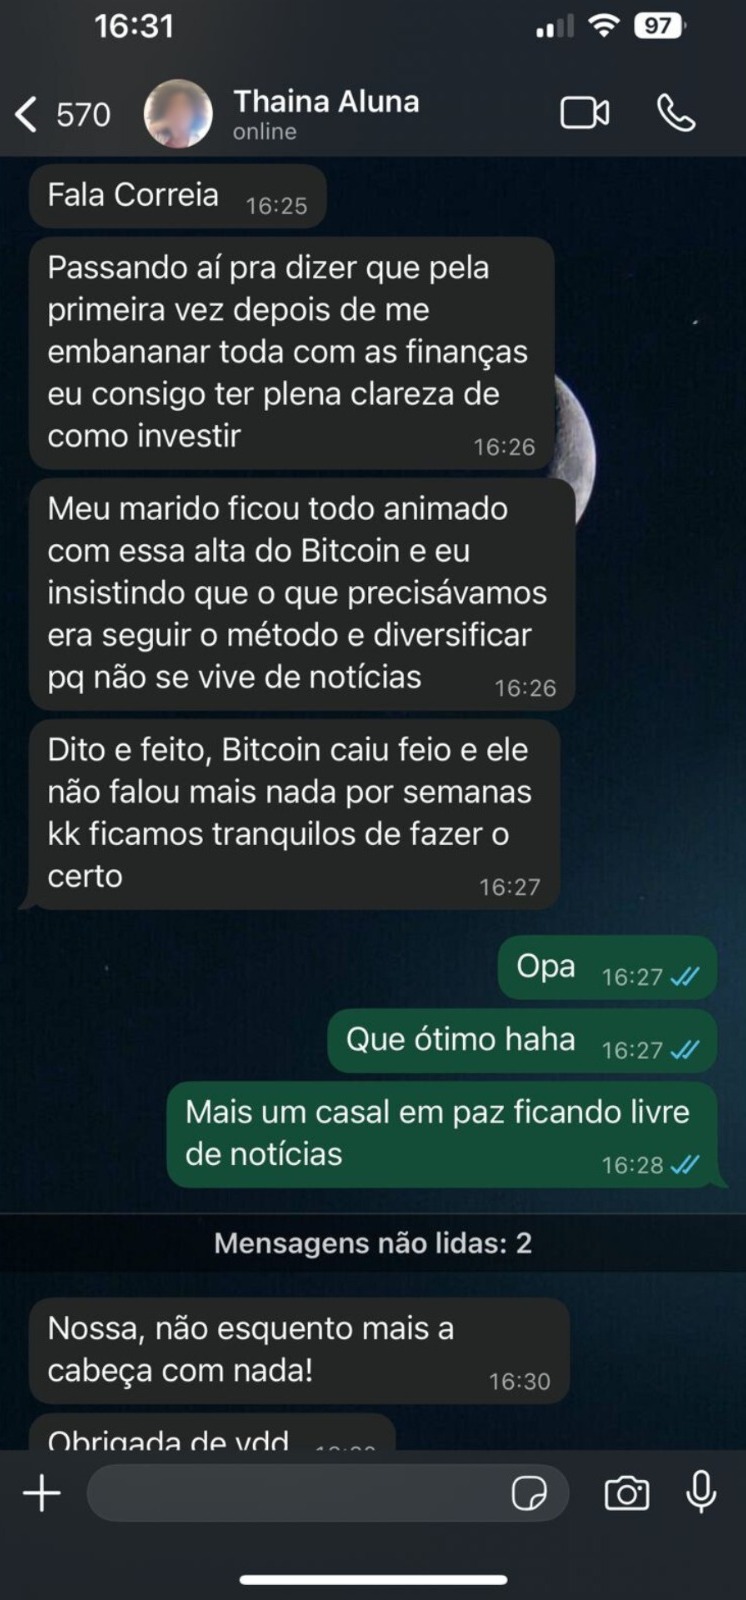 16:31
97
570
Thaina Aluna
online
Fala Correia 16:25
Passando aí pra dizer que pela
primeira vez depois de me
embananar toda com as finanças
eu consigo ter plena clareza de
como investir 16:26
Meu marido ficou todo animado
com essa alta do Bitcoin e eu
insistindo que o que precisávamos
era seguir o método e diversificar
pq não se vive de notícias 16:26
Dito e feito, Bitcoin caiu feio e ele
não falou mais nada por semanas
kk ficamos tranquilos de fazer o
certo 16:27
Opa 16:27
Que ótimo haha 16:27
Mais um casal em paz ficando livre
de notícias 16:28
Mensagens não lidas: 2
Nossa, não esquento mais a
cabeça com nada! 16:30
Obrigada de vdd